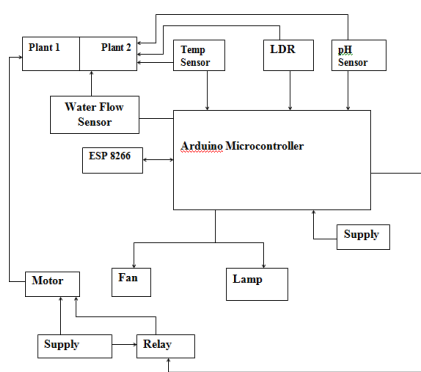 Plant 1
Plant 2
Temp
Sensor
LDR
pH
Sensor
Water Flow
Sensor
Arduino Microcontroller
ESP 8266
Supply
Motor
Fan
Lamp
Supply
Relay